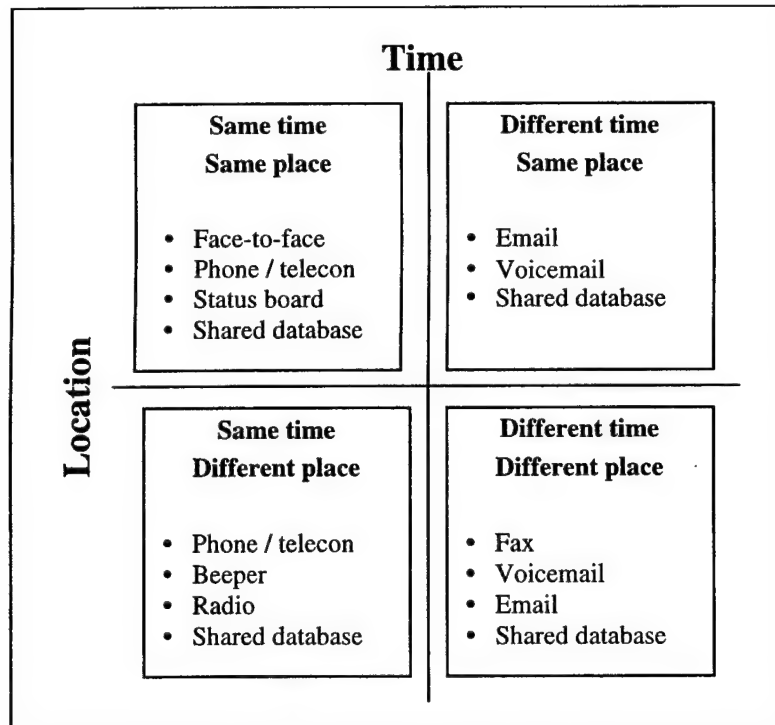 Time
Same time
Same place
• Face-to-face
• Phone / telecon
• Status board
• Shared database
Different time
Same place
• Email
• Voicemail
• Shared database
Location
Same time
Different place
• Phone / telecon
• Beeper
• Radio
• Shared database
Different time
Different place
• Fax
• Voicemail
• Email
• Shared database